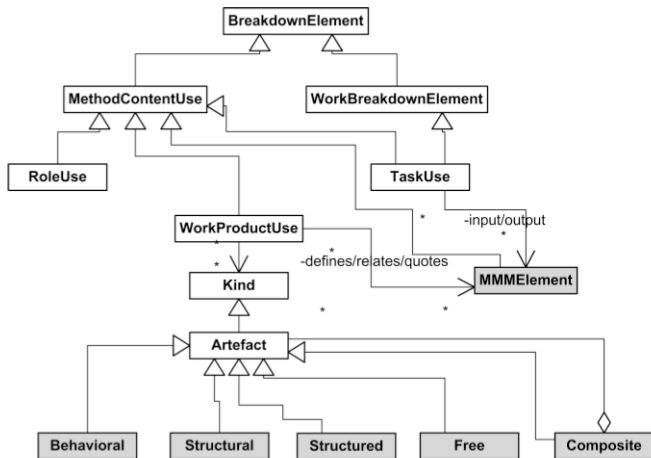 BreakdownElement
MethodContentUse
WorkBreakdownElement
RoleUse
TaskUse
*
-input/output
WorkProductUse
*
*
*
-defines/relates/quotes
*
Kind
MMMElement
*
*
Artefact
Behavioral
Structural
Structured
Free
Composite